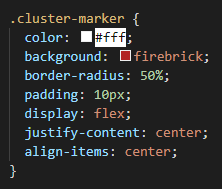 .cluster-marker {
  color: #fff;
  background: firebrick;
  border-radius: 50%;
  padding: 10px;
  display: flex;
  justify-content: center;
  align-items: center;
}